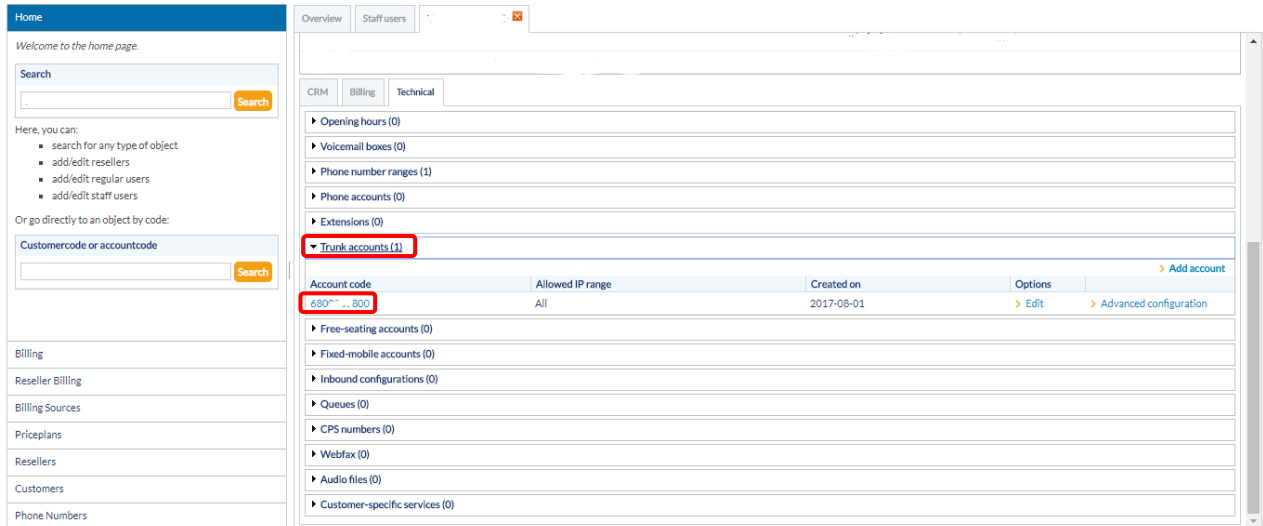 Home
Welcome to the home page.
Search
Search
Here, you can:
search for any type of object
add/edit resellers
add/edit regular users
add/edit staff users
Or go directly to an object by code:
Customercode or accountcode
Search
Billing
Reseller Billing
Billing Sources
Priceplans
Resellers
Customers
Phone Numbers
Overview
Staff users
CRM
Billing
Technical
Opening hours (0)
Voicemail boxes (0)
Phone number ranges (1)
Phone accounts (0)
Extensions (0)
Trunk accounts (1)
Add account
Account code Allowed IP range Created on Options
800 All 2017-08-01 Edit Advanced configuration
Free-seating accounts (0)
Fixed-mobile accounts (0)
Inbound configurations (0)
Queues (0)
CPS numbers (0)
Webfax (0)
Audio files (0)
Customer-specific services (0)